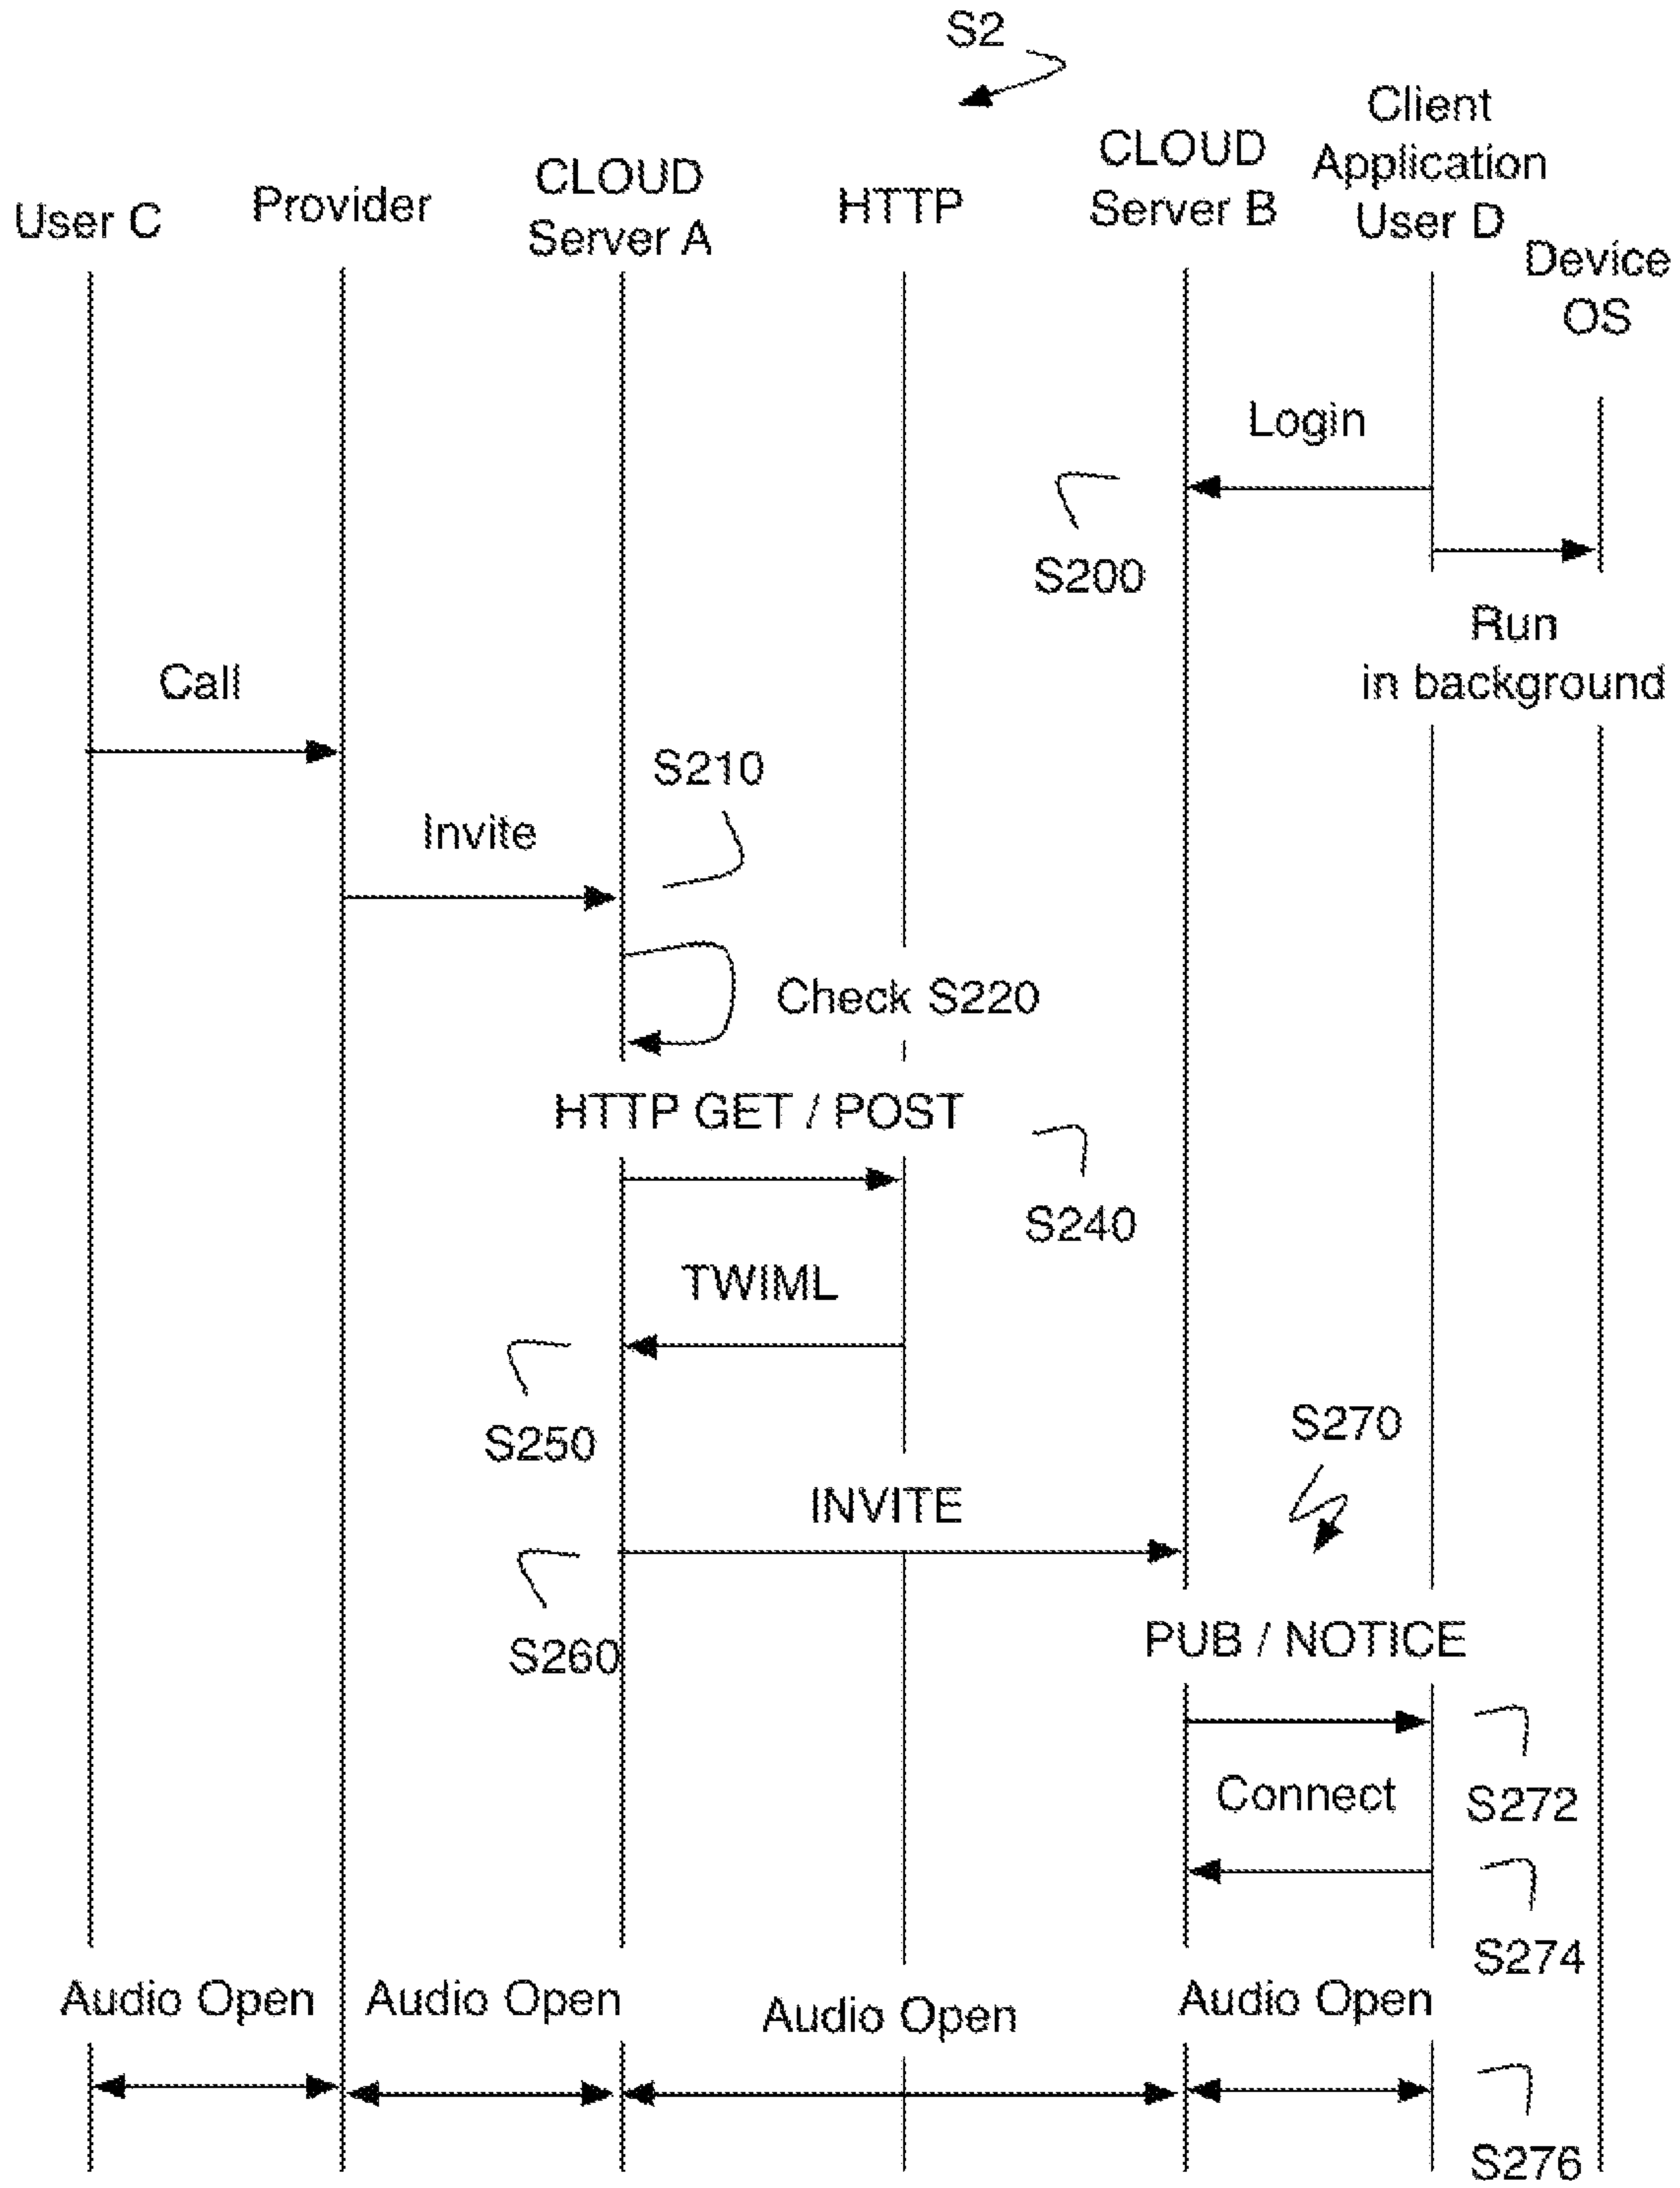 S2
User C
Provider
CLOUD
Server A
HTTP
CLOUD
Server B
Client
Application
User D
Device
OS
Login
S200
Run
in background
Call
S210
Invite
Check S220
HTTP GET / POST
S240
TWIML
S250
S270
INVITE
S260
PUB / NOTICE
Connect
S272
S274
Audio Open
Audio Open
Audio Open
Audio Open
S276